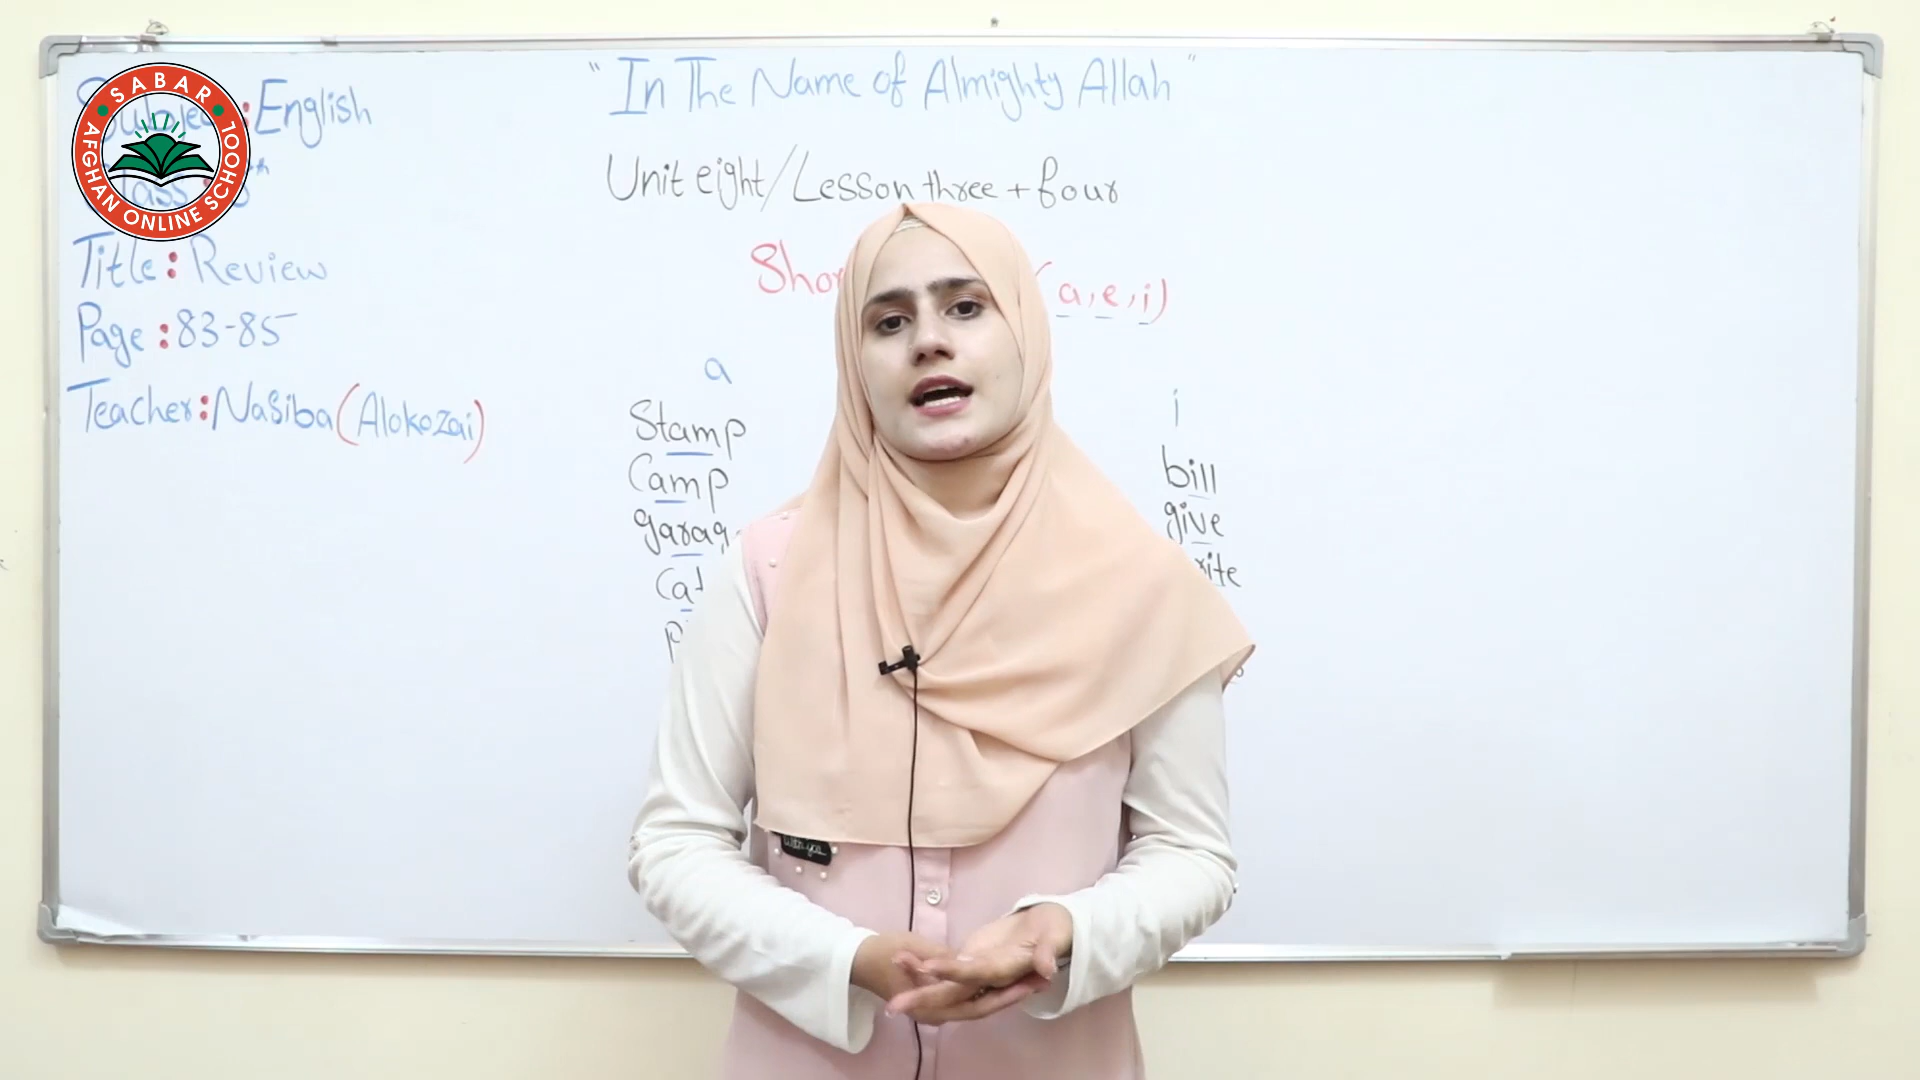 SABAR
AFGHAN ONLINE SCHOOL
English
Title: Review
Page: 83-85
Teacher: Nasiba (Alokozai)
"In The Name of Almighty Allah"
Unit eight/Lesson three + four
(a, e, i)
a
Stamp
Camp
i
bill
give